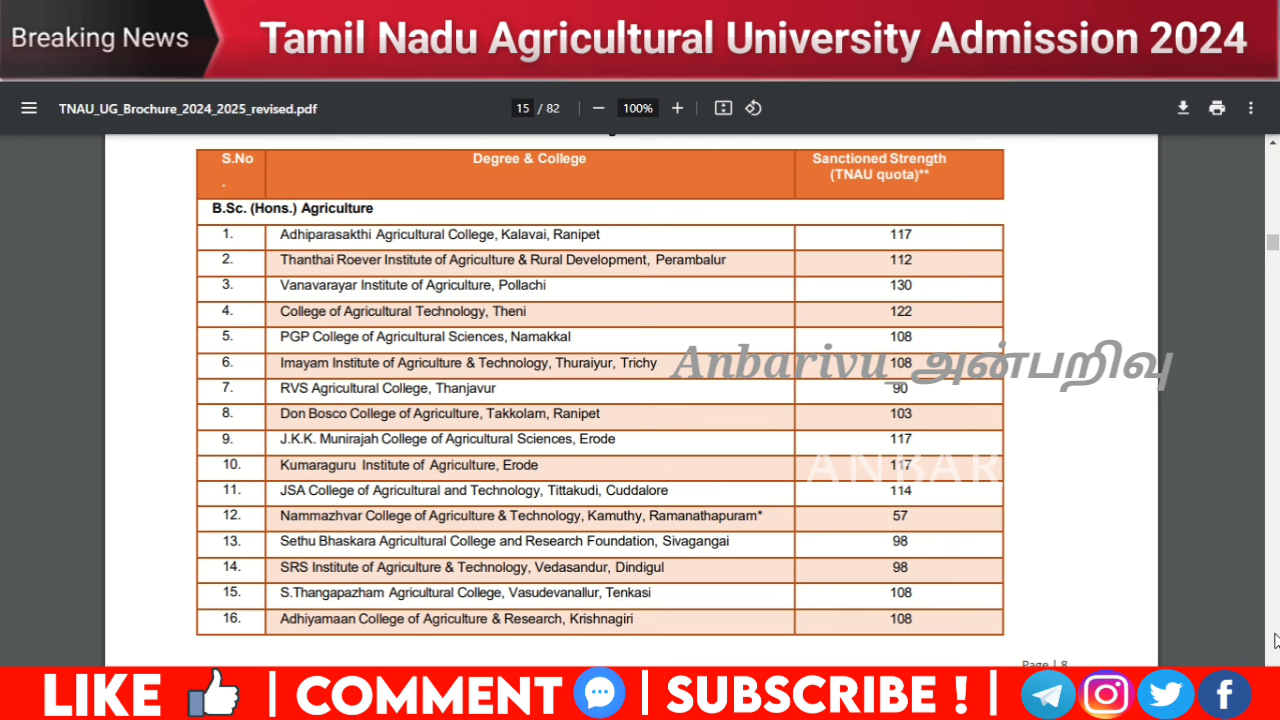 Breaking News
Tamil Nadu Agricultural University Admission 2024
TNAU_UG_Brochure_2024_2025_revised.pdf
15 / 82
100%
S.No
.
Degree & College
Sanctioned Strength
(TNAU quota)**
B.Sc. (Hons.) Agriculture
1. Adhiparasakthi Agricultural College, Kalavai, Ranipet 117
2. Thanthai Roever Institute of Agriculture & Rural Development, Perambalur 112
3. Vanavarayar Institute of Agriculture, Pollachi 130
4. College of Agricultural Technology, Theni 122
5. PGP College of Agricultural Sciences, Namakkal 108
6. Imayam Institute of Agriculture & Technology, Thuraiyur, Trichy 108
Anbarivu_அன்பறிவு
7. RVS Agricultural College, Thanjavur 90
8. Don Bosco College of Agriculture, Takkolam, Ranipet 103
9. J.K.K. Munirajah College of Agricultural Sciences, Erode 117
10. Kumaraguru Institute of Agriculture, Erode 117
ANBAR
11. JSA College of Agricultural and Technology, Tittakudi, Cuddalore 114
12. Nammazhvar College of Agriculture & Technology, Kamuthy, Ramanathapuram* 57
13. Sethu Bhaskara Agricultural College and Research Foundation, Sivagangai 98
14. SRS Institute of Agriculture & Technology, Vedasandur, Dindigul 98
15. S.Thangapazham Agricultural College, Vasudevanallur, Tenkasi 108
16. Adhiyamaan College of Agriculture & Research, Krishnagiri 108
Page | 8
LIKE | COMMENT | SUBSCRIBE ! |